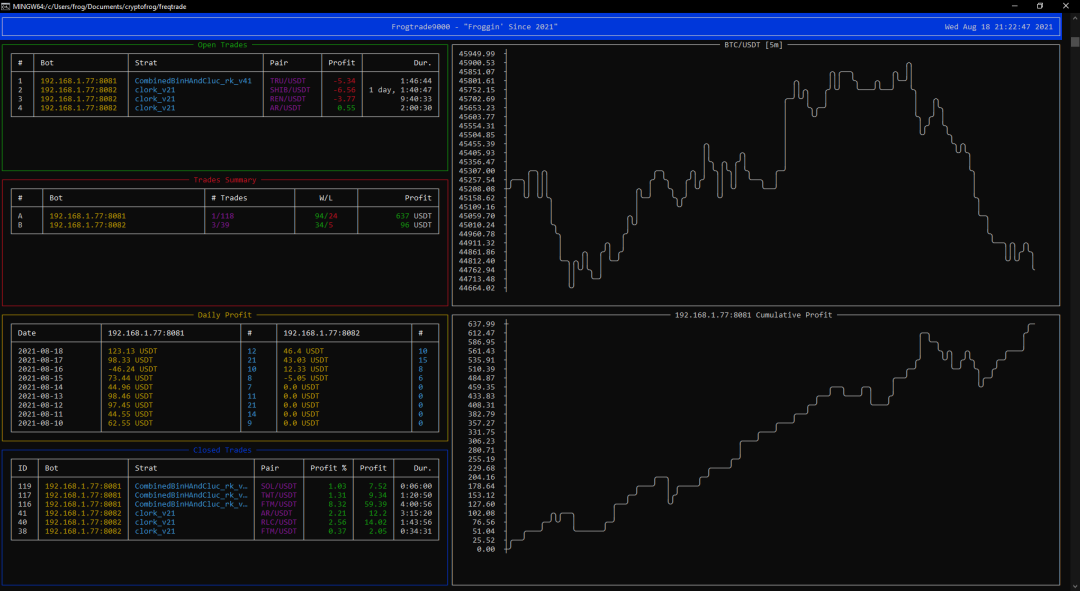 MINGW64:/c/Users/frog/Documents/cryptofrog/freqtrade
Frogtrade9000 - "Froggin' Since 2021" Wed Aug 18 21:22:47 2021
Open Trades
# Bot Strat Pair Profit Dur.
1 192.168.1.77:8081 CombinedBinHAndCluc_rk_v41 TRU/USDT -5.34 1:46:44
2 192.168.1.77:8082 clork_v21 SHIB/USDT -6.56 1 day, 1:40:47
3 192.168.1.77:8082 clork_v21 REN/USDT -3.77 9:40:33
4 192.168.1.77:8082 clork_v21 AR/USDT 0.55 2:00:30
Trades Summary
# Bot # Trades W/L Profit
A 192.168.1.77:8081 1/118 94/24 637 USDT
B 192.168.1.77:8082 3/39 34/5 96 USDT
Daily Profit
Date 192.168.1.77:8081 # 192.168.1.77:8082 #
2021-08-18 123.13 USDT 12 46.4 USDT 10
2021-08-17 98.33 USDT 21 43.03 USDT 15
2021-08-16 -46.24 USDT 10 12.33 USDT 8
2021-08-15 73.44 USDT 8 -5.05 USDT 6
2021-08-14 44.96 USDT 7 0.0 USDT 0
2021-08-13 98.46 USDT 11 0.0 USDT 0
2021-08-12 97.45 USDT 21 0.0 USDT 0
2021-08-11 44.55 USDT 14 0.0 USDT 0
2021-08-10 62.55 USDT 9 0.0 USDT 0
Closed Trades
ID Bot Strat Pair Profit % Profit Dur.
119 192.168.1.77:8081 CombinedBinHAndCluc_rk_v… SOL/USDT 1.03 7.52 0:06:00
117 192.168.1.77:8081 CombinedBinHAndCluc_rk_v… TWT/USDT 1.31 9.34 1:20:50
116 192.168.1.77:8081 CombinedBinHAndCluc_rk_v… FTM/USDT 8.32 59.39 4:00:56
41 192.168.1.77:8082 clork_v21 AR/USDT 2.21 12.2 3:15:20
40 192.168.1.77:8082 clork_v21 RLC/USDT 2.56 14.02 1:43:56
38 192.168.1.77:8082 clork_v21 FTM/USDT 0.37 2.05 0:34:31
BTC/USDT [5m]
45949.99
45900.53
45851.07
45801.61
45752.15
45702.69
45653.23
45603.77
45554.31
45504.85
45455.39
45405.93
45356.47
45307.00
45257.54
45208.08
45158.62
45109.16
45059.70
45010.24
44960.78
44911.32
44861.86
44812.40
44762.94
44713.48
44664.02
192.168.1.77:8081 Cumulative Profit
637.99
612.47
586.95
561.43
535.91
510.39
484.87
459.35
433.83
408.31
382.79
357.27
331.75
306.23
280.71
255.19
229.68
204.16
178.64
153.12
127.60
102.08
76.56
51.04
25.52
0.00